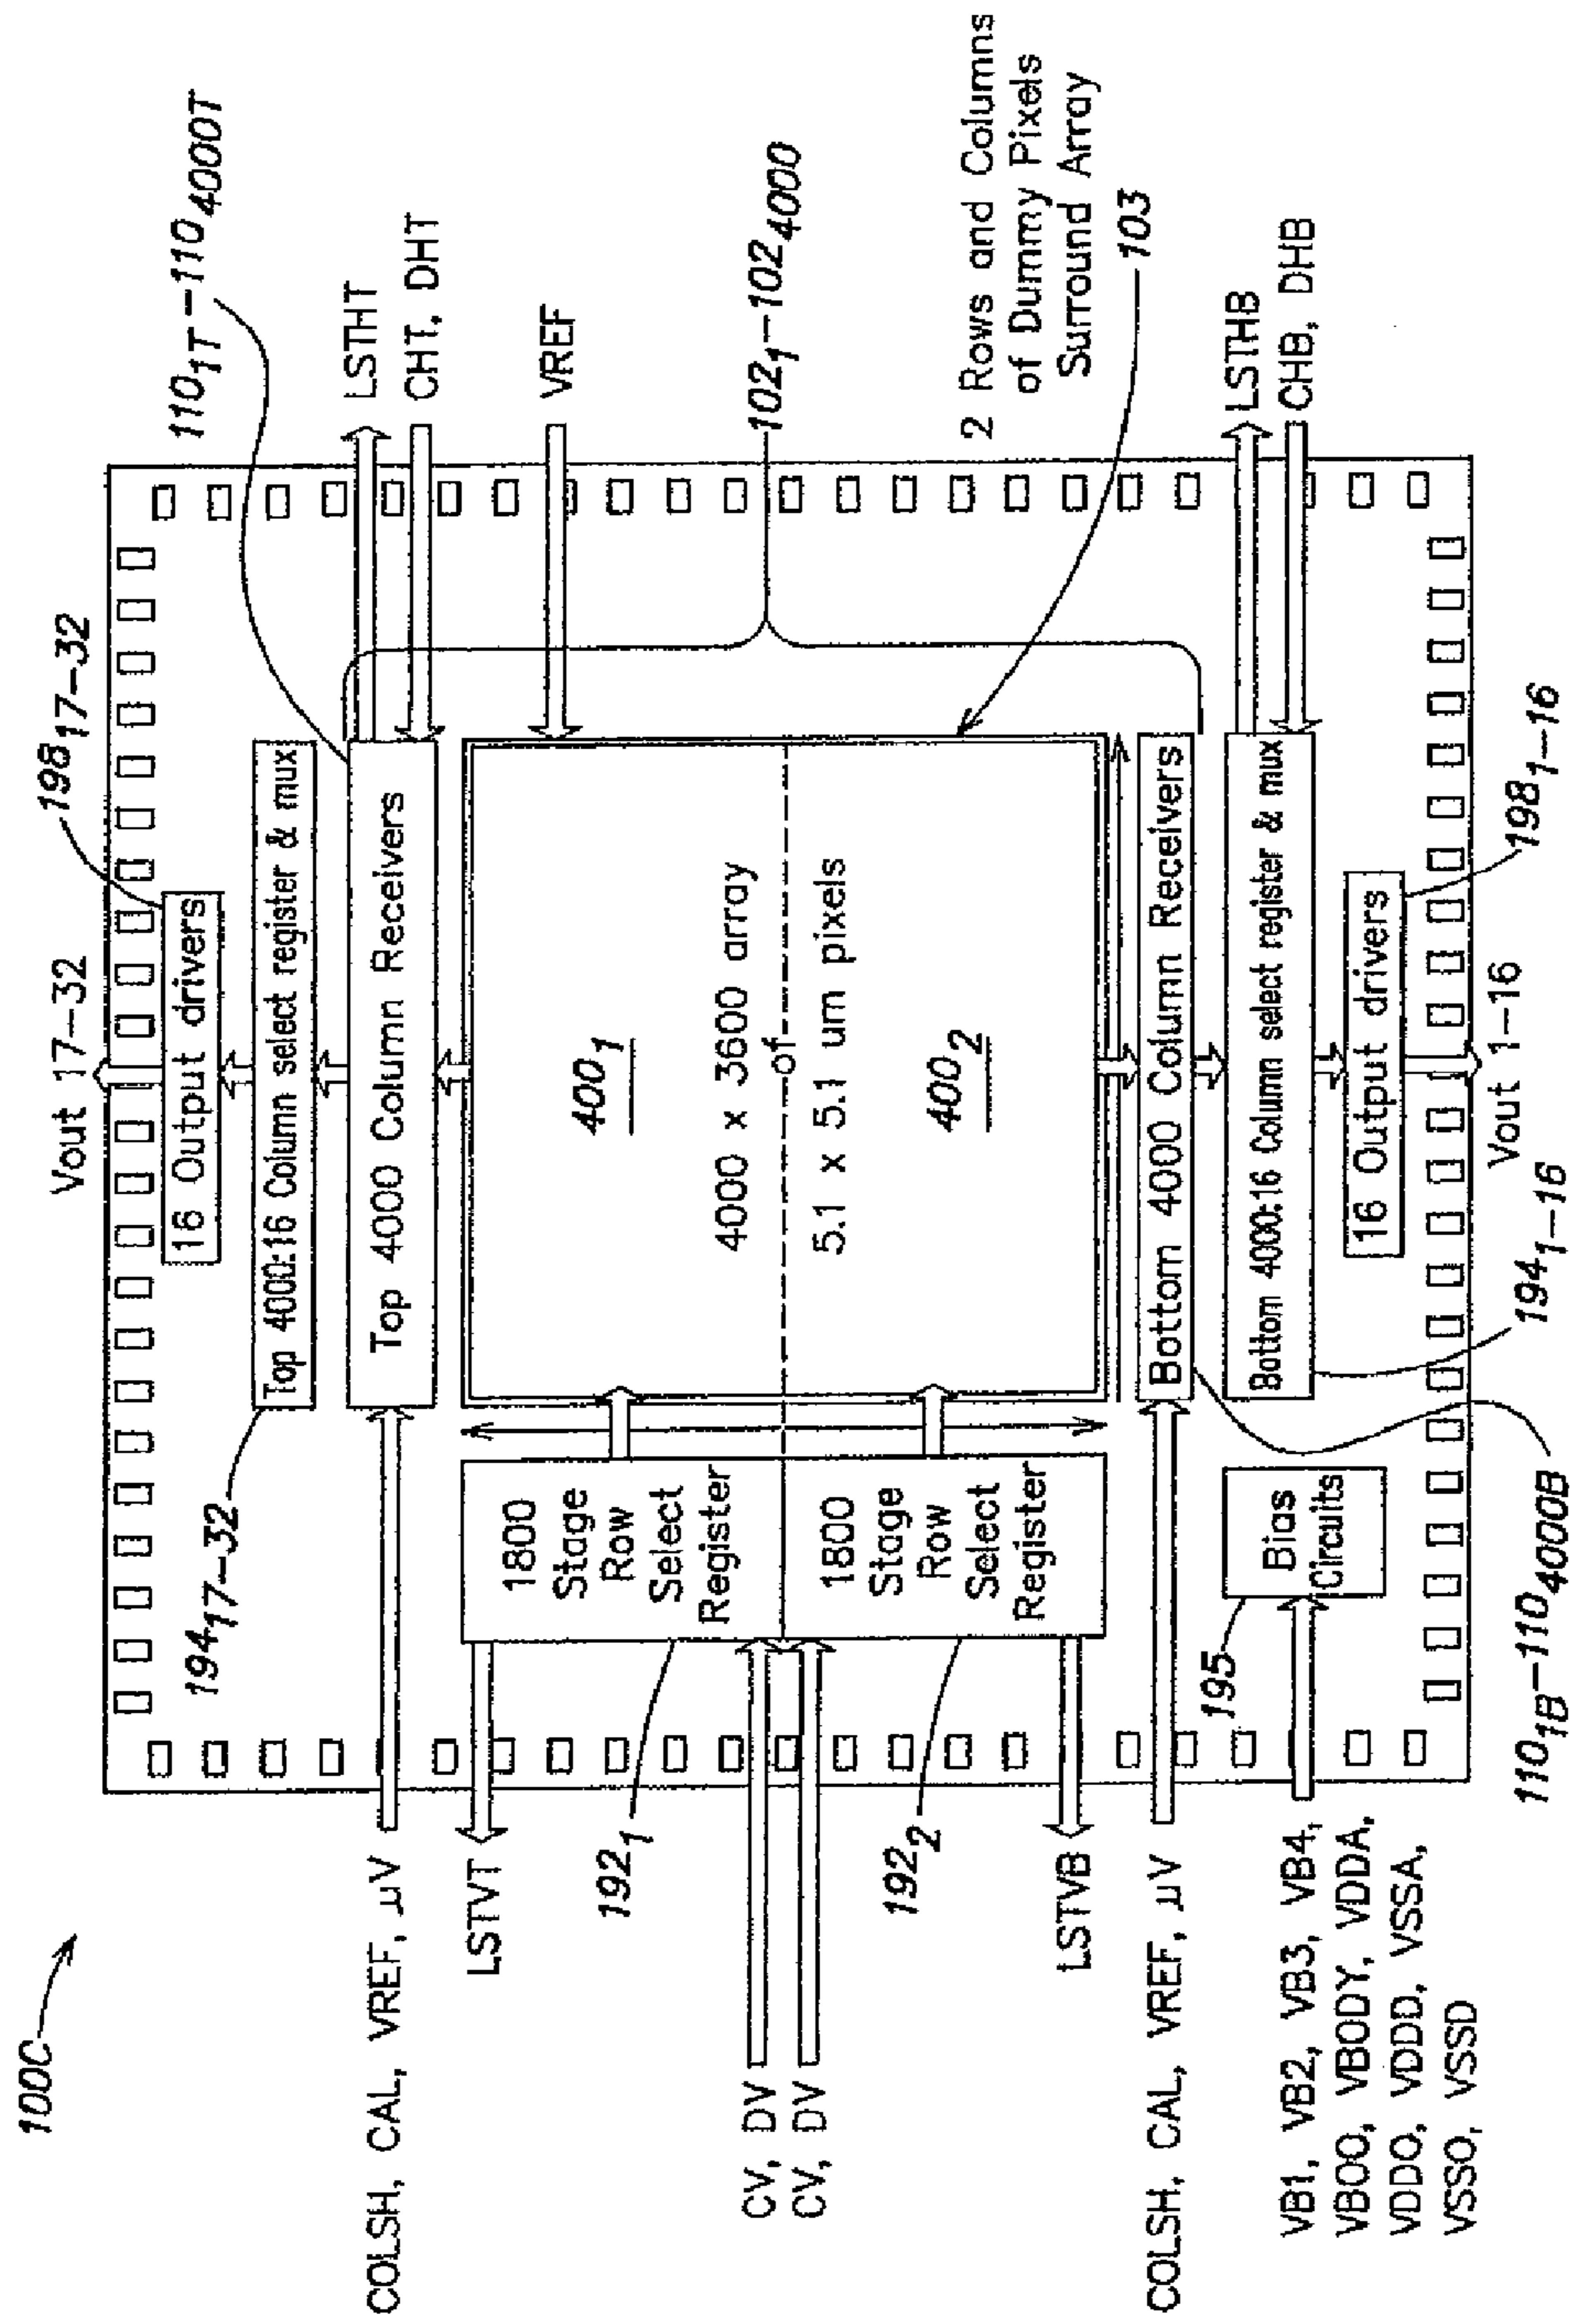 100C
Vout 17–32
198₁₇₋₃₂
16 Output drivers
194₁₇₋₃₂
Top 4000:16 Column select register & mux
110₁T–110₄₀₀₀T
Top 4000 Column Receivers
COLSH, CAL, VREF, µV
LSTHT
CHT, DHT
LSTVT
VREF
192₁
1800
Stage
Row
Select
Register
400₁
4000 x 3600 array
of
5.1 x 5.1 um pixels
400₂
102₁–102₄₀₀₀
CV, DV
CV, DV
192₂
1800
Stage
Row
Select
Register
2 Rows and Columns
of Dummy Pixels
Surround Array
103
LSTVB
COLSH, CAL, VREF, µV
Bottom 4000 Column Receivers
LSTHB
CHB, DHB
195
Bias
Circuits
Bottom 4000:16 Column select register & mux
VB1, VB2, VB3, VB4,
VBOO, VBODY, VDDA,
VDDO, VDDD, VSSA,
VSSO, VSSD
16 Output drivers
198₁₋₁₆
Vout 1–16
194₁₋₁₆
110₁B–110₄₀₀₀B